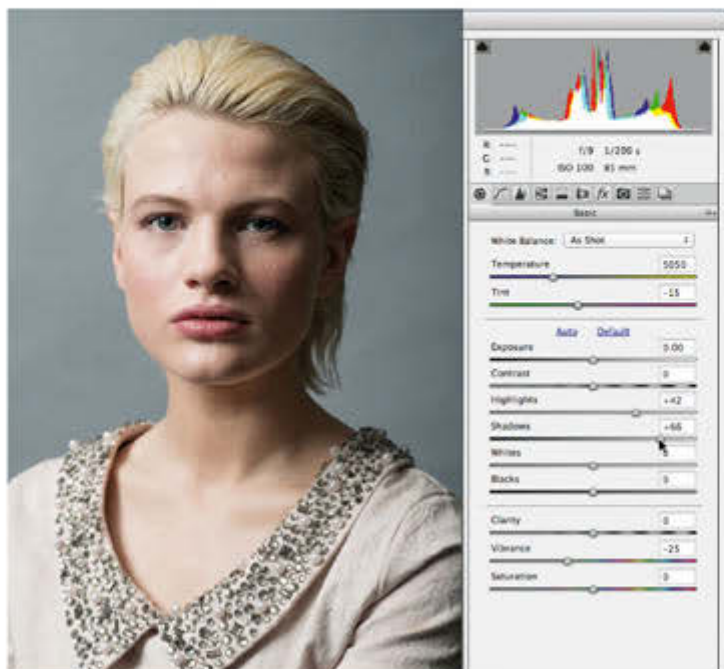 R: ---
G: ---
B: ---
f/9 1/200 s
ISO 100 85 mm
Basic
White Balance: As Shot
Temperature 5050
Tint -15
Auto Default
Exposure 0.00
Contrast 0
Highlights +42
Shadows +66
Whites
Blacks 0
Clarity 0
Vibrance -25
Saturation 0